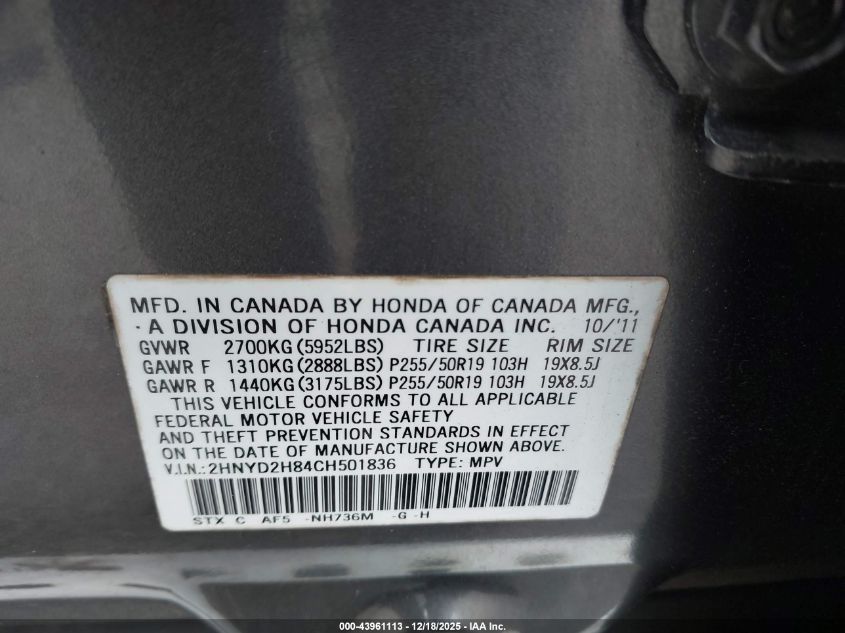 MFD. IN CANADA BY HONDA OF CANADA MFG.,
A DIVISION OF HONDA CANADA INC. 10/'11
GVWR 2700KG(5952LBS) TIRE SIZE RIM SIZE
GAWR F 1310KG(2888LBS) P255/50R19 103H 19X8.5J
GAWR R 1440KG(3175LBS) P255/50R19 103H 19X8.5J
THIS VEHICLE CONFORMS TO ALL APPLICABLE
FEDERAL MOTOR VEHICLE SAFETY
AND THEFT PREVENTION STANDARDS IN EFFECT
ON THE DATE OF MANUFACTURE SHOWN ABOVE.
V.I.N.:2HNYD2H84CH501836 TYPE: MPV
STX C AF5 -NH736M -G -H
000-43961113 - 12/18/2025 - IAA Inc.